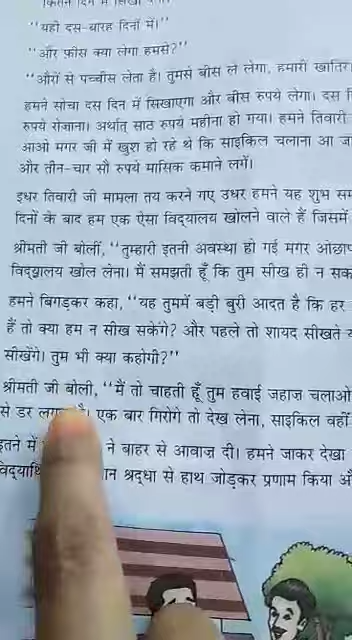 "यही दस-बारह दिनों में।"
"और फ़ीस क्या लेगा हमसे?"
"औरों से पच्चीस लेता है। तुमसे बीस ले लेगा, हमारी खातिर।
हमने सोचा दस दिन में सिखाएगा और बीस रुपये लेगा। दस
रुपये रोजाना। अर्थात् साठ रुपये महीना हो गया। हमने तिवारी
आओ मगर जी में खुश हो रहे थे कि साइकिल चलाना आ
और तीन-चार सौ रुपये मासिक कमाने लगें।
इधर तिवारी जी मामला तय करने गए उधर हमने यह शुभ
दिनों के बाद हम एक ऐसा विद्यालय खोलने वाले हैं जिसमें
श्रीमती जी बोलीं, "तुम्हारी इतनी अवस्था हो गई मगर
विद्यालय खोल लेना। मैं समझती हूँ कि तुम सीख ही न
हमने बिगड़कर कहा, "यह तुममें बड़ी बुरी आदत है कि हर
हैं तो क्या हम न सीख सकेंगे? और पहले तो शायद सीखते
सीखेंगे। तुम भी क्या कहोगी?"
श्रीमती जी बोली, "मैं तो चाहती हूँ तुम हवाई जहाज चलाओ
से डर एक बार गिरोगे तो देख लेना, साइकिल वहीं
इतने में ने बाहर से आवाज़ दी। हमने जाकर देखा
श्रद्धा से हाथ जोड़कर प्रणाम किया